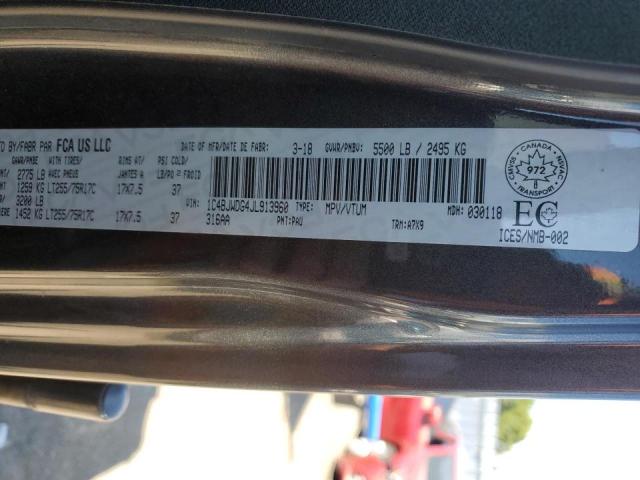 FCA US LLC
DATE OF MFR/DATE DE FABR: 3-18 GVWR/PNBV: 5500 LB / 2495 KG
BY/FABR PAR
GAWR/PNBE WITH TIRES/ RIMS AT/ PSI COLD/
AVEC PNEUS JANTES A LB/PO = FROID
2775 LB
1259 KG LT255/75R17C 17X7.5 37
3200 LB
1452 KG LT255/75R17C 17X7.5 37
VIN: 1C4BJWDG4JL913960 TYPE: MPV/VTUM MDH: 030118
316AA PNT: PAU TRM: A7X9
CANADA
CMVSS NSVAC
972
TRANSPORT
EC
ICES/NMB-002